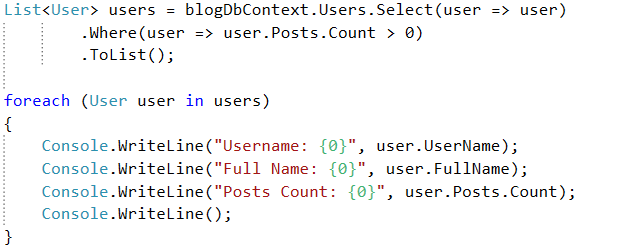 List<User> users = blogDbContext.Users.Select(user => user)
.Where(user => user.Posts.Count > 0)
.ToList();
foreach (User user in users)
{
Console.WriteLine("Username: {0}", user.UserName);
Console.WriteLine("Full Name: {0}", user.FullName);
Console.WriteLine("Posts Count: {0}", user.Posts.Count);
Console.WriteLine();
}